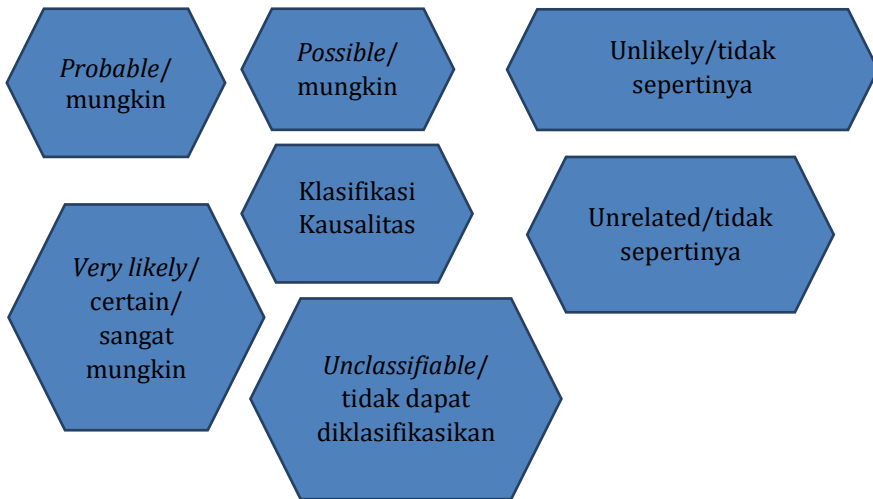 Probable/
mungkin
Possible/
mungkin
Unlikely/tidak
sepertinya
Klasifikasi
Kausalitas
Unrelated/tidak
sepertinya
Very likely/
certain/
sangat
mungkin
Unclassifiable/
tidak dapat
diklasifikasikan